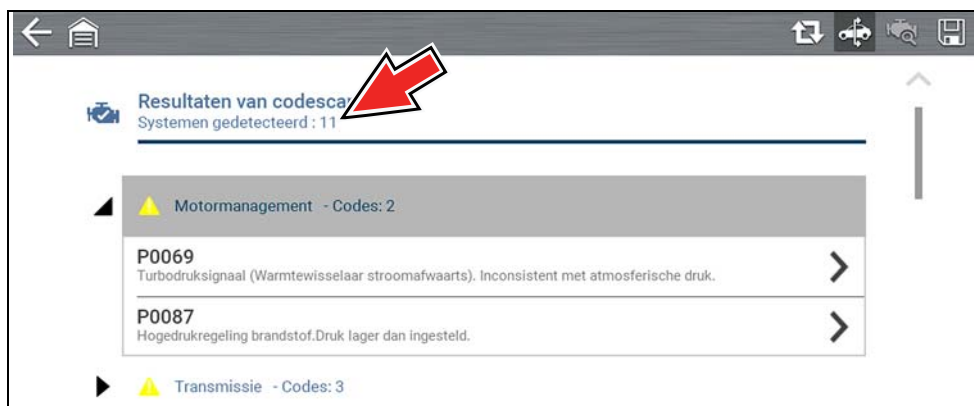 Resultaten van codesca
Systemen gedetecteerd : 11
Motormanagement - Codes: 2
P0069
Turbodruksignaal (Warmtewisselaar stroomafwaarts). Inconsistent met atmosferische druk.
P0087
Hogedrukregeling brandstof.Druk lager dan ingesteld.
Transmissie - Codes: 3